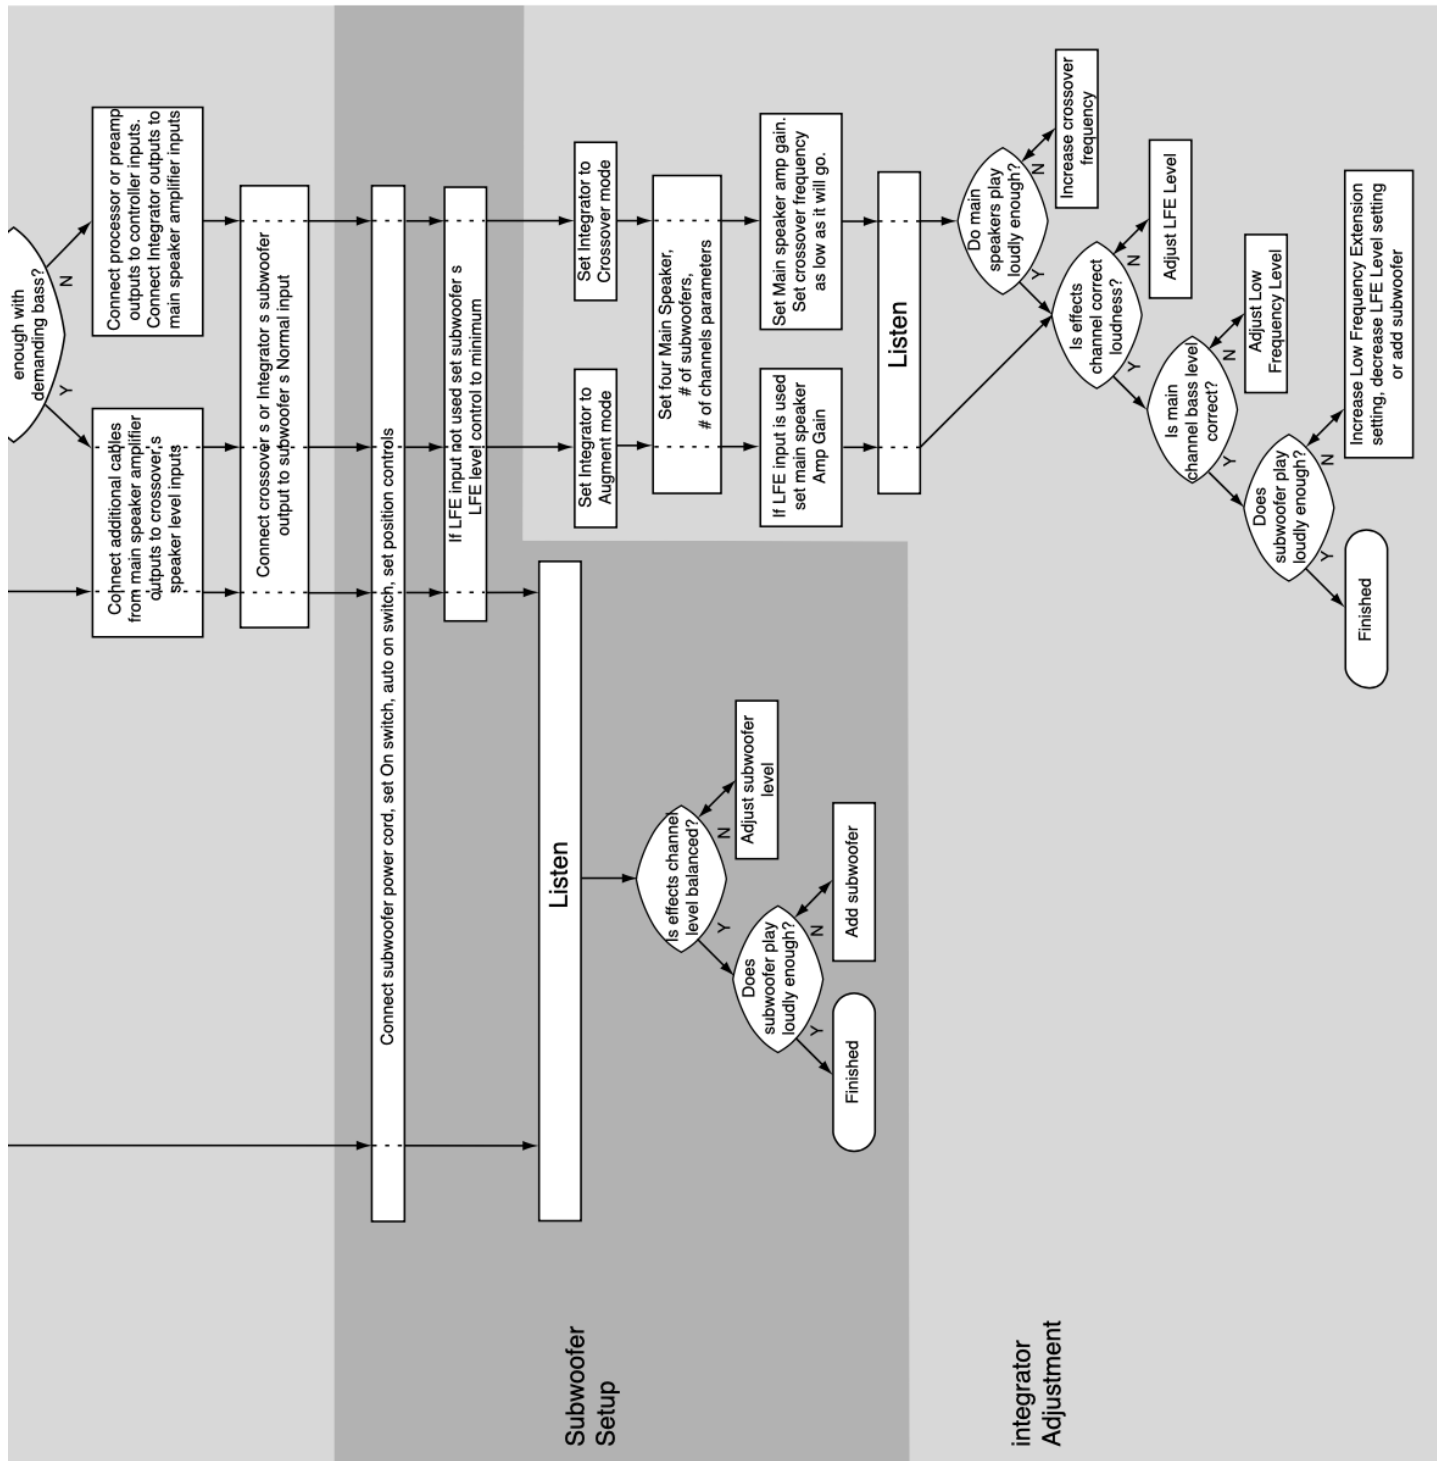 enough with
demanding bass?
Y
N
Connect additional cables
from main speaker amplifier
outputs to crossover s
speaker level inputs
Connect processor or preamp
outputs to controller inputs.
Connect Integrator outputs to
main speaker amplifier inputs
Connect crossover s or Integrator s subwoofer
output to subwoofer s Normal input
Connect subwoofer power cord, set On switch, auto on switch, set position controls
If LFE input not used set subwoofer s
LFE level control to minimum
Subwoofer
Setup
Listen
Is effects channel
level balanced?
Y
N
Adjust subwoofer
level
Does
subwoofer play
loudly enough?
Y
N
Add subwoofer
Finished
Set Integrator to
Augment mode
Set Integrator to
Crossover mode
Set four Main Speaker,
# of subwoofers,
# of channels parameters
If LFE input is used
set main speaker
Amp Gain
Set Main speaker amp gain.
Set crossover frequency
as low as it will go.
Listen
integrator
Adjustment
Do main
speakers play
loudly enough?
Y
N
Increase crossover
frequency
Is effects
channel correct
loudness?
Y
N
Adjust LFE Level
Is main
channel bass level
correct?
Y
N
Adjust Low
Frequency Level
Does
subwoofer play
loudly enough?
Y
N
Increase Low Frequency Extension
setting, decrease LFE Level setting
or add subwoofer
Finished